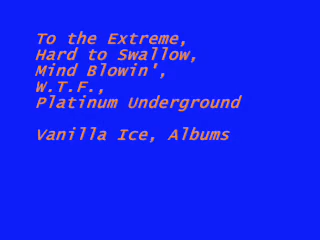 To the Extreme,
Hard to Swallow,
Mind Blowin',
W.T.F.,
Platinum Underground
Vanilla Ice, Albums